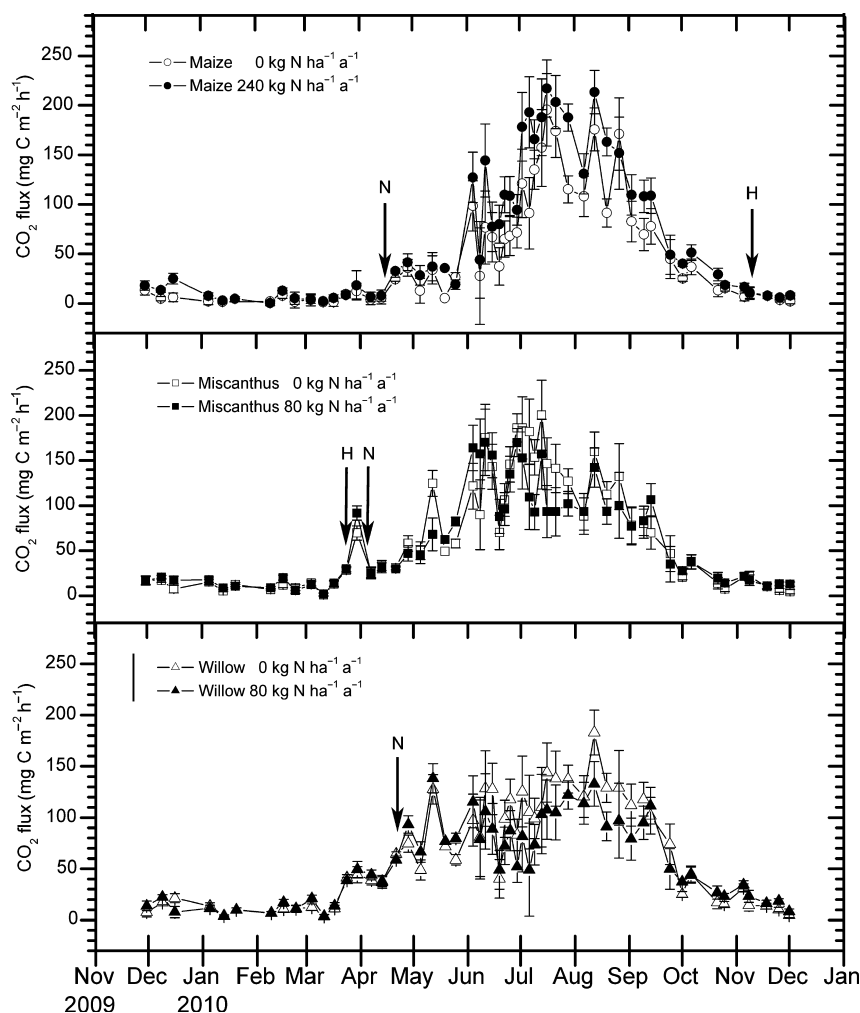 250
200
150
100
50
0
CO₂ flux (mg C m⁻² h⁻¹)
Maize 0 kg N ha⁻¹ a⁻¹
Maize 240 kg N ha⁻¹ a⁻¹
N
H
250
200
150
100
50
0
CO₂ flux (mg C m⁻² h⁻¹)
Miscanthus 0 kg N ha⁻¹ a⁻¹
Miscanthus 80 kg N ha⁻¹ a⁻¹
H N
250
200
150
100
50
0
CO₂ flux (mg C m⁻² h⁻¹)
Willow 0 kg N ha⁻¹ a⁻¹
Willow 80 kg N ha⁻¹ a⁻¹
N
Nov Dec Jan Feb Mar Apr May Jun Jul Aug Sep Oct Nov Dec Jan
2009 2010